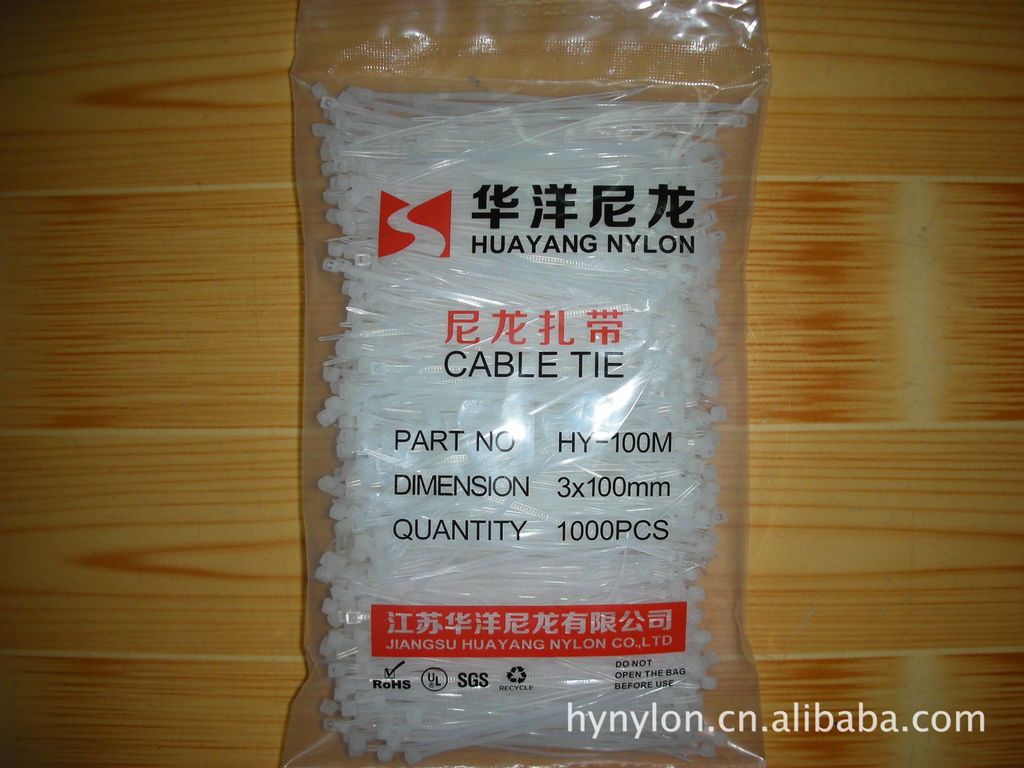 华洋尼龙
HUAYANG NYLON
尼龙扎带
CABLE TIE
PART NO HY-100M
DIMENSION 3x100mm
QUANTITY 1000PCS
江苏华洋尼龙有限公司
JIANGSU HUAYANG NYLON CO.,LTD
RoHS UL SGS RECYCLE
DO NOT
OPEN THE BAG
BEFORE USE
hynylon.cn.alibaba.com